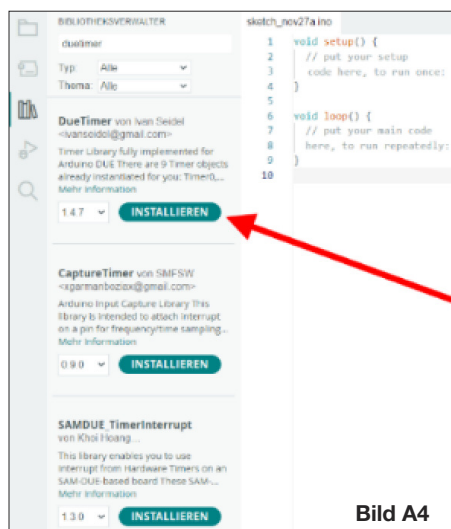 BIBLIOTHEKSVERWALTER
duetimer
Typ: Alle
Thema: Alle
DueTimer von Ivan Seidel
<ivanseidel@gmail.com>
Timer Library fully implemented for
Arduino DUE There are 9 Timer objects
already instantiated for you: Timer0,...
Mehr Information
1.4.7 INSTALLIEREN
CaptureTimer von SMFSW
<xgarmanboziax@gmail.com>
Arduino Input Capture Library This
library is intended to attach interrupt
on a pin for frequency/time sampling...
Mehr Information
0.9.0 INSTALLIEREN
SAMDUE_TimerInterrupt
von Khoi Hoang...
This library enables you to use
Interrupt from Hardware Timers on an
SAM-DUE-based board These SAM-...
Mehr Information
1.3.0 INSTALLIEREN
sketch_nov27a.ino
1 void setup() {
2 // put your setup
3 code here, to run once:
4 }
5
6 void loop() {
7 // put your main code
8 here, to run repeatedly:
9 }
10
Bild A4